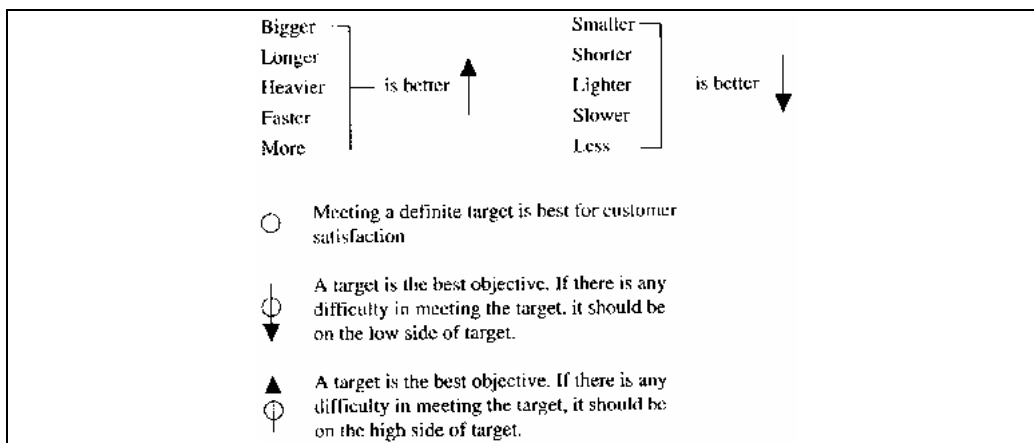 Bigger
Longer
Heavier
Faster
More
is better
Smaller
Shorter
Lighter
Slower
Less
is better
Meeting a definite target is best for customer
satisfaction
A target is the best objective. If there is any
difficulty in meeting the target, it should be
on the low side of target.
A target is the best objective. If there is any
difficulty in meeting the target, it should be
on the high side of target.